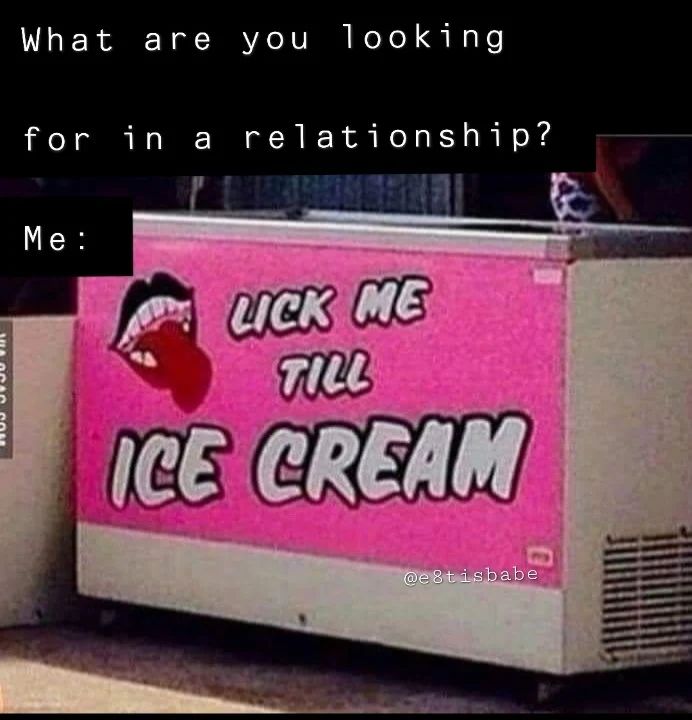 What are you looking
for in a relationship?
Me:
LICK ME
TILL
ICE CREAM
@e8tisbabe